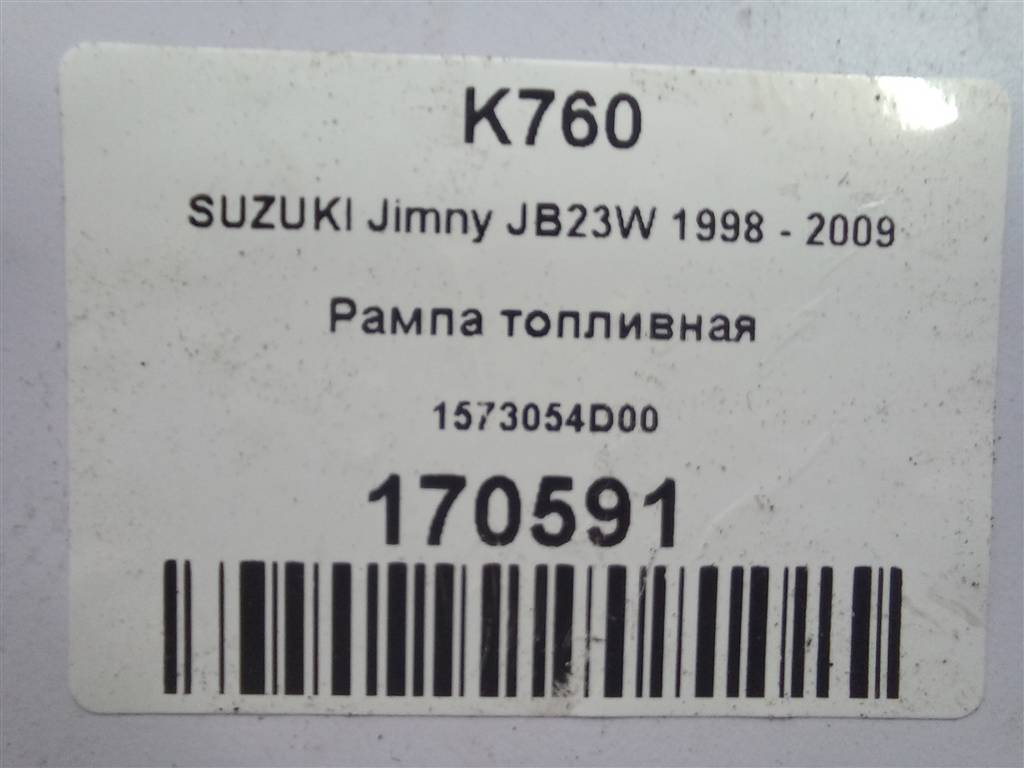 K760
SUZUKI Jimny JB23W 1998 - 2009
Рампа топливная
1573054D00
170591